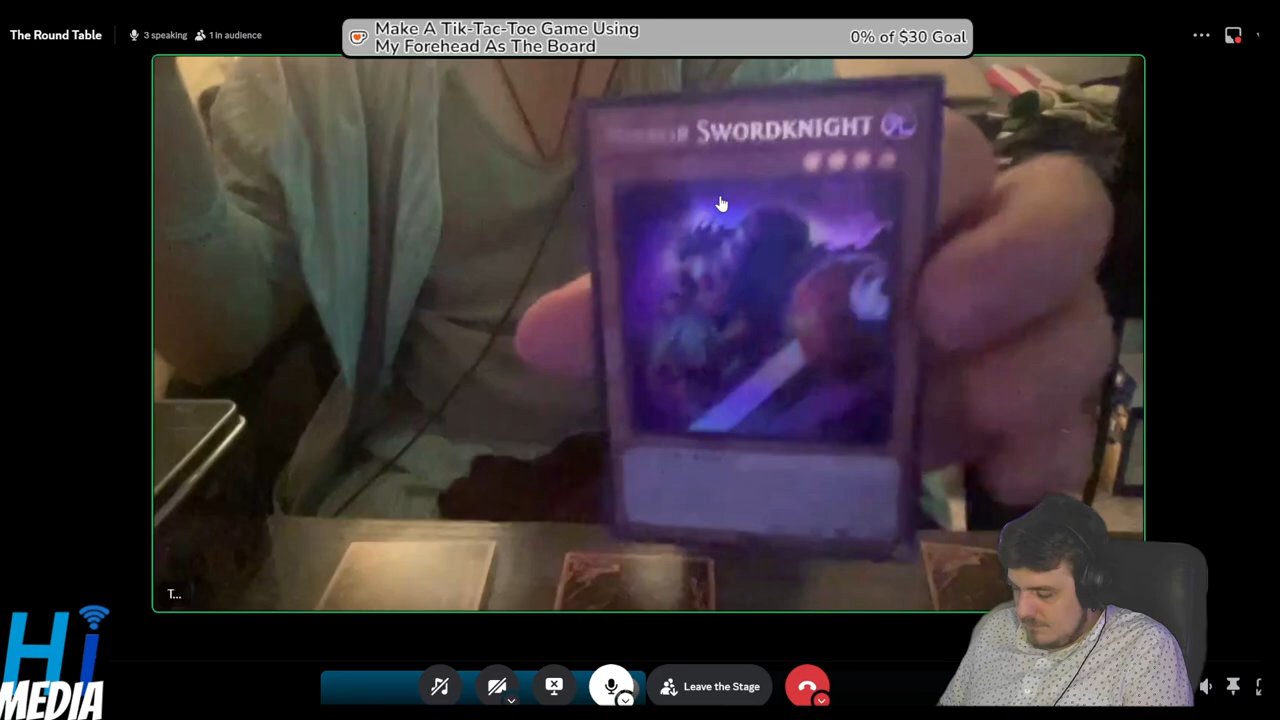 The Round Table
3 speaking
1 in audience
Make A Tik-Tac-Toe Game Using
My Forehead As The Board
0% of $30 Goal
SWORDKNIGHT
T...
Hi
MEDIA
Leave the Stage